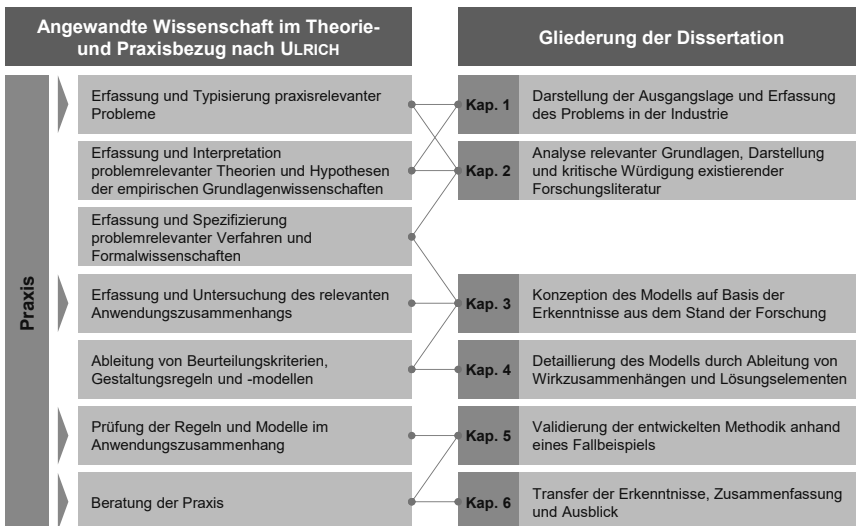 Angewandte Wissenschaft im Theorie-
und Praxisbezug nach ULRICH
Gliederung der Dissertation
Praxis
Erfassung und Typisierung praxisrelevanter
Probleme
Erfassung und Interpretation
problemrelevanter Theorien und Hypothesen
der empirischen Grundlagenwissenschaften
Erfassung und Spezifizierung
problemrelevanter Verfahren und
Formalwissenschaften
Erfassung und Untersuchung des relevanten
Anwendungszusammenhangs
Ableitung von Beurteilungskriterien,
Gestaltungsregeln und -modellen
Prüfung der Regeln und Modelle im
Anwendungszusammenhang
Beratung der Praxis
Kap. 1
Darstellung der Ausgangslage und Erfassung
des Problems in der Industrie
Kap. 2
Analyse relevanter Grundlagen, Darstellung
und kritische Würdigung existierender
Forschungsliteratur
Kap. 3
Konzeption des Modells auf Basis der
Erkenntnisse aus dem Stand der Forschung
Kap. 4
Detaillierung des Modells durch Ableitung von
Wirkzusammenhängen und Lösungselementen
Kap. 5
Validierung der entwickelten Methodik anhand
eines Fallbeispiels
Kap. 6
Transfer der Erkenntnisse, Zusammenfassung
und Ausblick